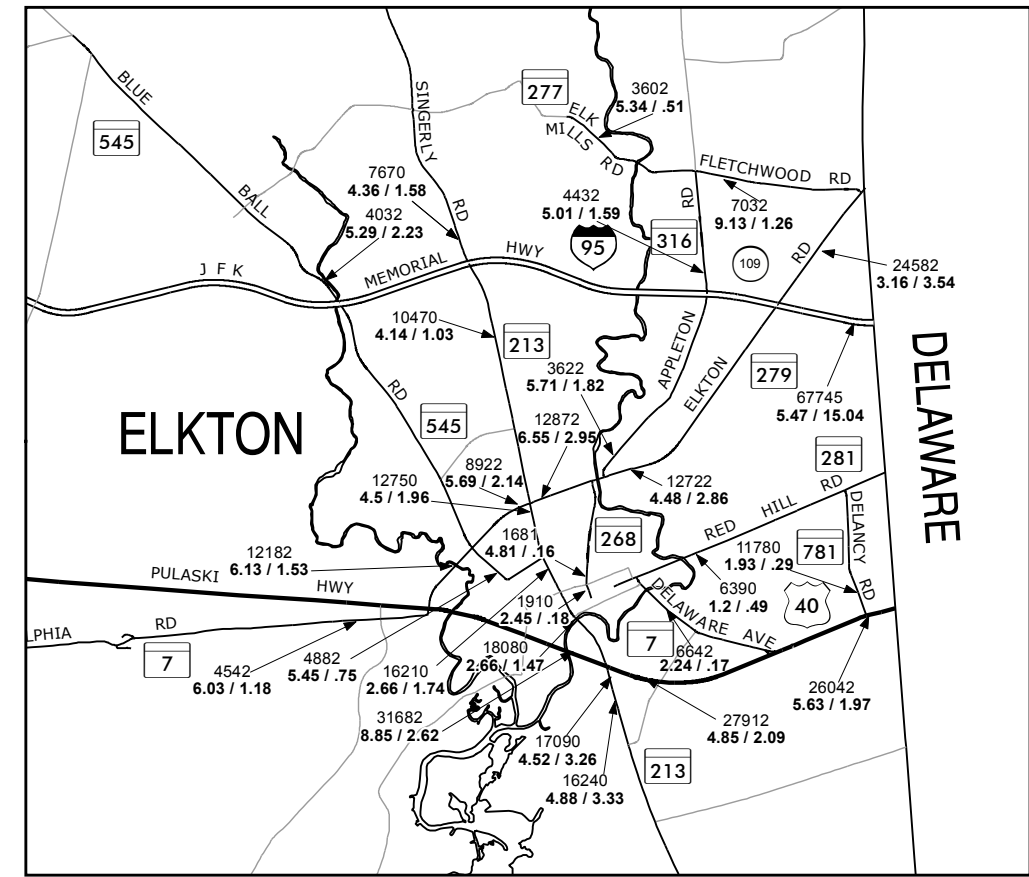 277
3602
5.34 / .51
BLUE
SINGERLY
ELK
MILLS
RD
545
7670
4.36 / 1.58
FLETCHWOOD RD
BALL
RD
4432
5.01 / 1.59
RD
7032
9.13 / 1.26
4032
5.29 / 2.23
95
316
109
RD
24582
3.16 / 3.54
JFK
MEMORIAL
HWY
10470
4.14 / 1.03
213
APPLETON
ELKTON
279
DELAWARE
3622
5.71 / 1.82
RD
67745
5.47 / 15.04
ELKTON
545
12872
6.55 / 2.95
281
8922
5.69 / 2.14
12750
4.5 / 1.96
12722
4.48 / 2.86
RED HILL RD
DELANCY
RD
1681
4.81 / .16
268
11780
1.93 / .29
781
12182
6.13 / 1.53
PULASKI
HWY
6390
1.2 / .49
40
1910
2.45 / .18
DELAWARE AVE
PHIA
RD
7
4542
6.03 / 1.18
4882
5.45 / .75
16210
2.66 / 1.74
18080
2.66 / 1.47
7
6642
2.24 / .17
26042
5.63 / 1.97
31682
8.85 / 2.62
27912
4.85 / 2.09
17090
4.52 / 3.26
213
16240
4.88 / 3.33